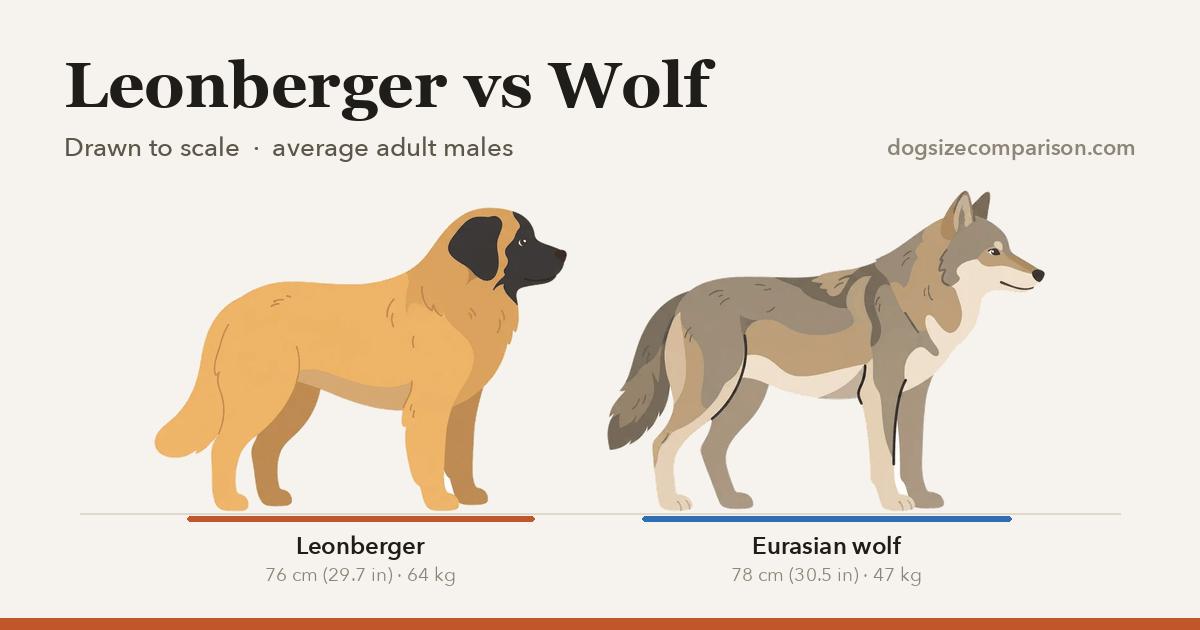 Leonberger vs Wolf
Drawn to scale · average adult males
dogsizecomparison.com
Leonberger
76 cm (29.7 in) · 64 kg
Eurasian wolf
78 cm (30.5 in) · 47 kg